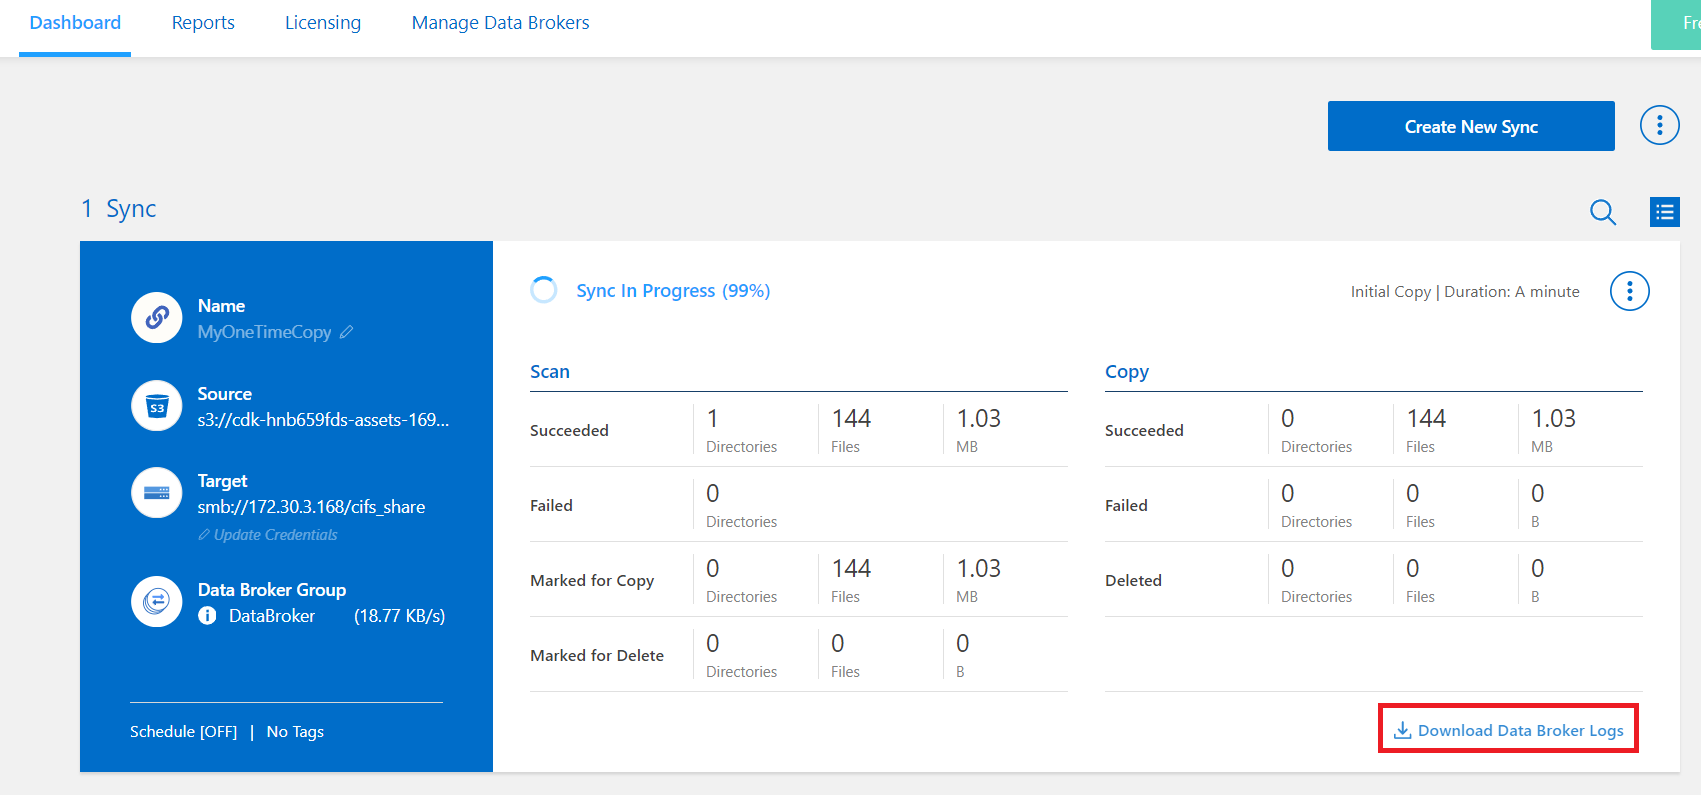 Dashboard Reports Licensing Manage Data Brokers
Create New Sync
1 Sync
Name
MyOneTimeCopy
Source
S3
s3://cdk-hnb659fds-assets-169...
Target
smb://172.30.3.168/cifs_share
Update Credentials
Data Broker Group
DataBroker (18.77 KB/s)
Schedule [OFF] | No Tags
Sync In Progress (99%)
Initial Copy | Duration: A minute
Scan
Succeeded 1 144 1.03
Directories Files MB
Failed 0
Directories
Marked for Copy 0 144 1.03
Directories Files MB
Marked for Delete 0 0 0
Directories Files B
Copy
Succeeded 0 144 1.03
Directories Files MB
Failed 0 0 0
Directories Files B
Deleted 0 0 0
Directories Files B
Download Data Broker Logs